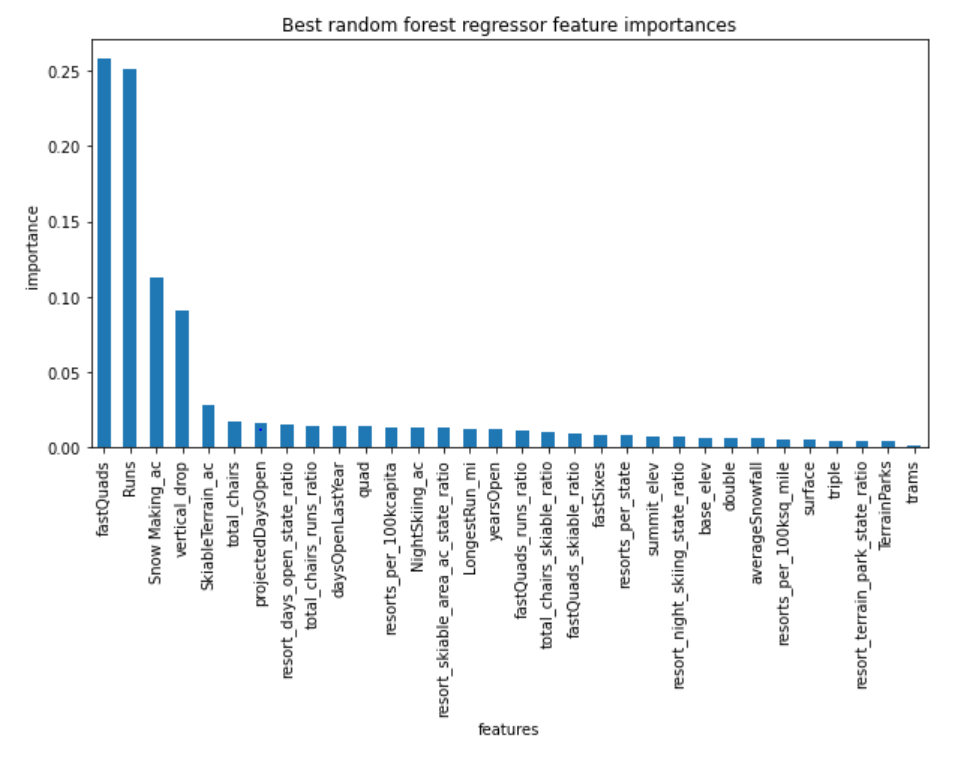 Best random forest regressor feature importances
importance
0.25
0.20
0.15
0.10
0.05
0.00
fastQuads
Runs
Snow Making_ac
vertical_drop
SkiableTerrain_ac
total_chairs
projectedDaysOpen
resort_days_open_state_ratio
total_chairs_runs_ratio
daysOpenLastYear
quad
resorts_per_100kcapita
NightSkiing_ac
resort_skiable_area_ac_state_ratio
LongestRun_mi
yearsOpen
fastQuads_runs_ratio
total_chairs_skiable_ratio
fastQuads_skiable_ratio
fastSixes
resorts_per_state
summit_elev
resort_night_skiing_state_ratio
base_elev
double
averageSnowfall
resorts_per_100ksq_mile
surface
triple
resort_terrain_park_state_ratio
TerrainParks
trams
features